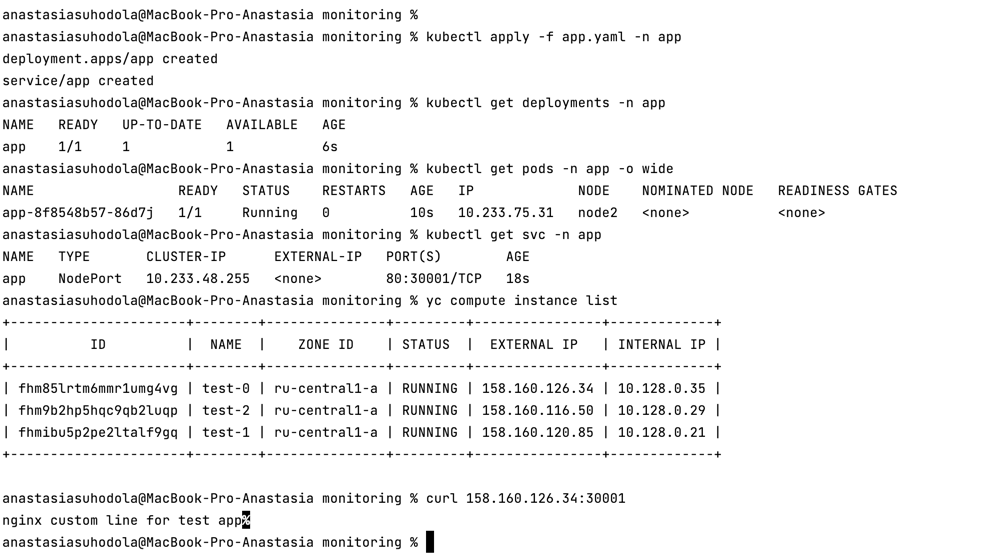 anastasiasuhodola@MacBook-Pro-Anastasia monitoring %
anastasiasuhodola@MacBook-Pro-Anastasia monitoring % kubectl apply -f app.yaml -n app
deployment.apps/app created
service/app created
anastasiasuhodola@MacBook-Pro-Anastasia monitoring % kubectl get deployments -n app
NAME   READY   UP-TO-DATE   AVAILABLE   AGE
app    1/1     1            1           6s
anastasiasuhodola@MacBook-Pro-Anastasia monitoring % kubectl get pods -n app -o wide
NAME                  READY   STATUS    RESTARTS   AGE   IP             NODE    NOMINATED NODE   READINESS GATES
app-8f8548b57-86d7j   1/1     Running   0          10s   10.233.75.31   node2   <none>           <none>
anastasiasuhodola@MacBook-Pro-Anastasia monitoring % kubectl get svc -n app
NAME   TYPE       CLUSTER-IP      EXTERNAL-IP   PORT(S)        AGE
app    NodePort   10.233.48.255   <none>        80:30001/TCP   18s
anastasiasuhodola@MacBook-Pro-Anastasia monitoring % yc compute instance list
+----------------------+--------+---------------+---------+----------------+-------------+
|          ID          |  NAME  |    ZONE ID    | STATUS  |  EXTERNAL IP   | INTERNAL IP |
+----------------------+--------+---------------+---------+----------------+-------------+
| fhm85lrtm6mmr1umg4vg | test-0 | ru-central1-a | RUNNING | 158.160.126.34 | 10.128.0.35 |
| fhm9b2hp5hqc9qb2luqp | test-2 | ru-central1-a | RUNNING | 158.160.116.50 | 10.128.0.29 |
| fhmibu5p2pe2ltalf9gq | test-1 | ru-central1-a | RUNNING | 158.160.120.85 | 10.128.0.21 |
+----------------------+--------+---------------+---------+----------------+-------------+
anastasiasuhodola@MacBook-Pro-Anastasia monitoring % curl 158.160.126.34:30001
nginx custom line for test app%
anastasiasuhodola@MacBook-Pro-Anastasia monitoring %